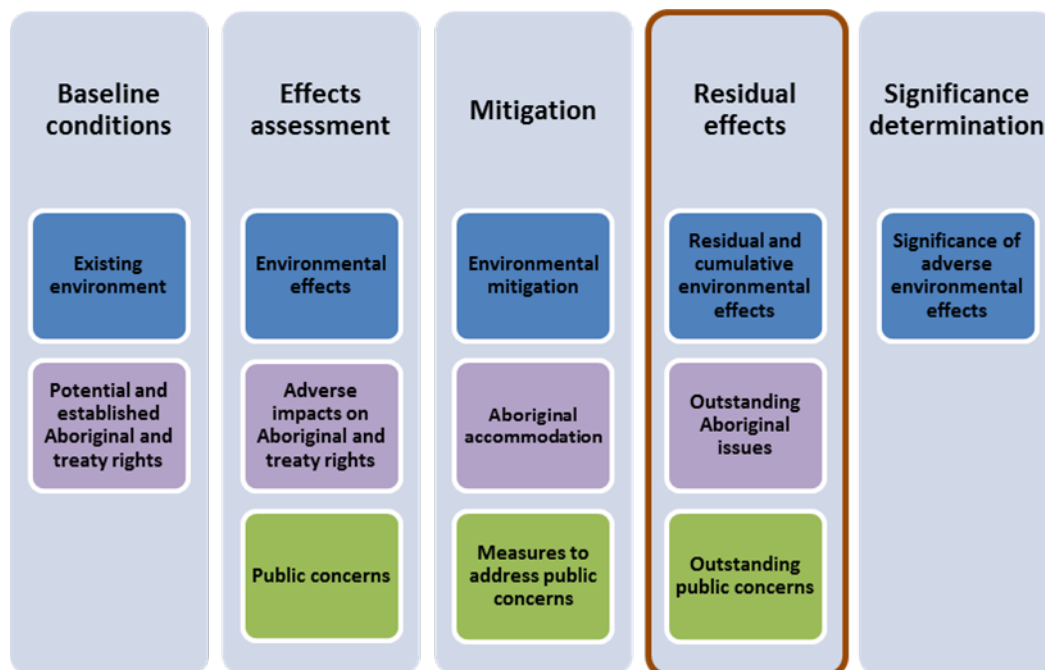 Baseline
conditions
Existing
environment
Potential and
established
Aboriginal and
treaty rights
Effects
assessment
Environmental
effects
Adverse
impacts on
Aboriginal and
treaty rights
Public concerns
Mitigation
Environmental
mitigation
Aboriginal
accommodation
Measures to
address public
concerns
Residual
effects
Residual and
cumulative
environmental
effects
Outstanding
Aboriginal
issues
Outstanding
public concerns
Significance
determination
Significance of
adverse
environmental
effects